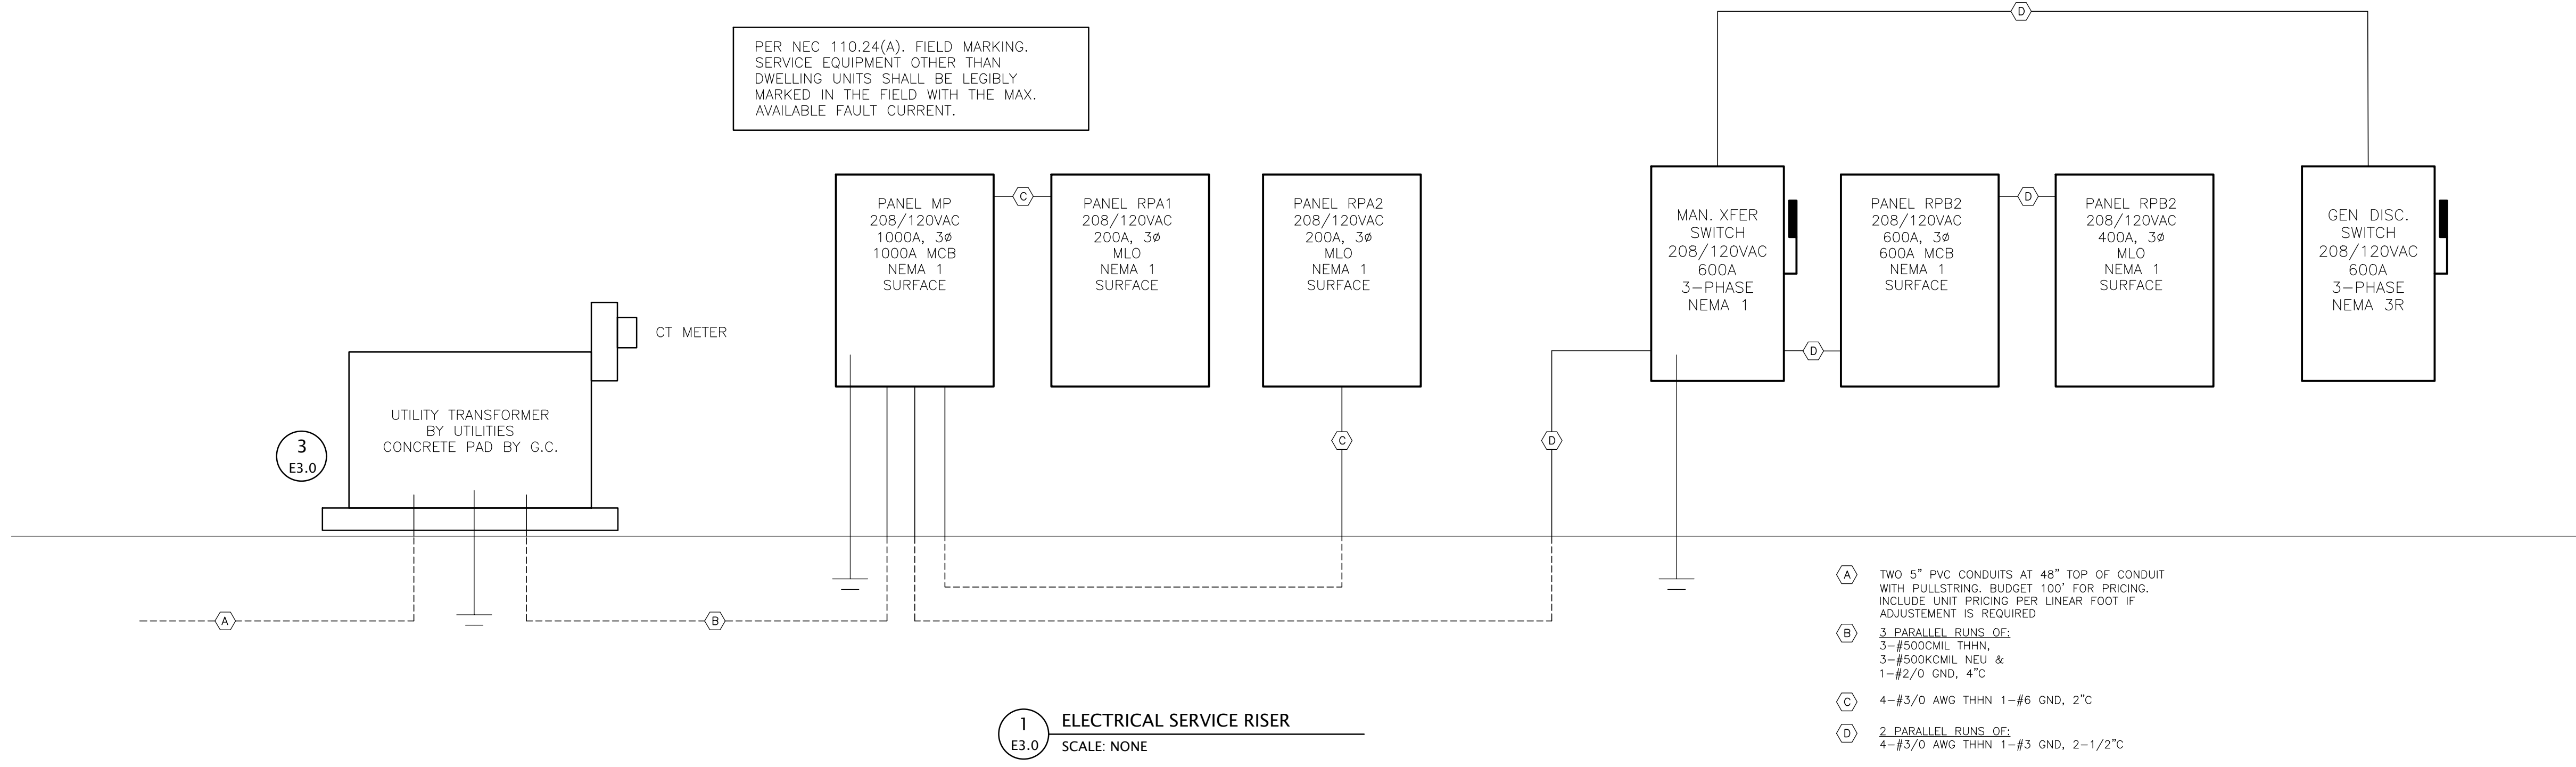 D
PER NEC 110.24(A). FIELD MARKING.
SERVICE EQUIPMENT OTHER THAN
DWELLING UNITS SHALL BE LEGIBLY
MARKED IN THE FIELD WITH THE MAX.
AVAILABLE FAULT CURRENT.
PANEL MP
208/120VAC
1000A, 3ø
1000A MCB
NEMA 1
SURFACE
C
PANEL RPA1
208/120VAC
200A, 3ø
MLO
NEMA 1
SURFACE
PANEL RPA2
208/120VAC
200A, 3ø
MLO
NEMA 1
SURFACE
MAN. XFER
SWITCH
208/120VAC
600A
3-PHASE
NEMA 1
PANEL RPB2
208/120VAC
600A, 3ø
600A MCB
NEMA 1
SURFACE
D
PANEL RPB2
208/120VAC
400A, 3ø
MLO
NEMA 1
SURFACE
GEN DISC.
SWITCH
208/120VAC
600A
3-PHASE
NEMA 3R
CT METER
D
UTILITY TRANSFORMER
BY UTILITIES
CONCRETE PAD BY G.C.
3
E3.0
C
D
A
B
A TWO 5" PVC CONDUITS AT 48" TOP OF CONDUIT
WITH PULLSTRING. BUDGET 100' FOR PRICING.
INCLUDE UNIT PRICING PER LINEAR FOOT IF
ADJUSTEMENT IS REQUIRED
B 3 PARALLEL RUNS OF:
3-#500CMIL THHN,
3-#500KCMIL NEU &
1-#2/0 GND, 4"C
C 4-#3/0 AWG THHN 1-#6 GND, 2"C
D 2 PARALLEL RUNS OF:
4-#3/0 AWG THHN 1-#3 GND, 2-1/2"C
1
E3.0
ELECTRICAL SERVICE RISER
SCALE: NONE